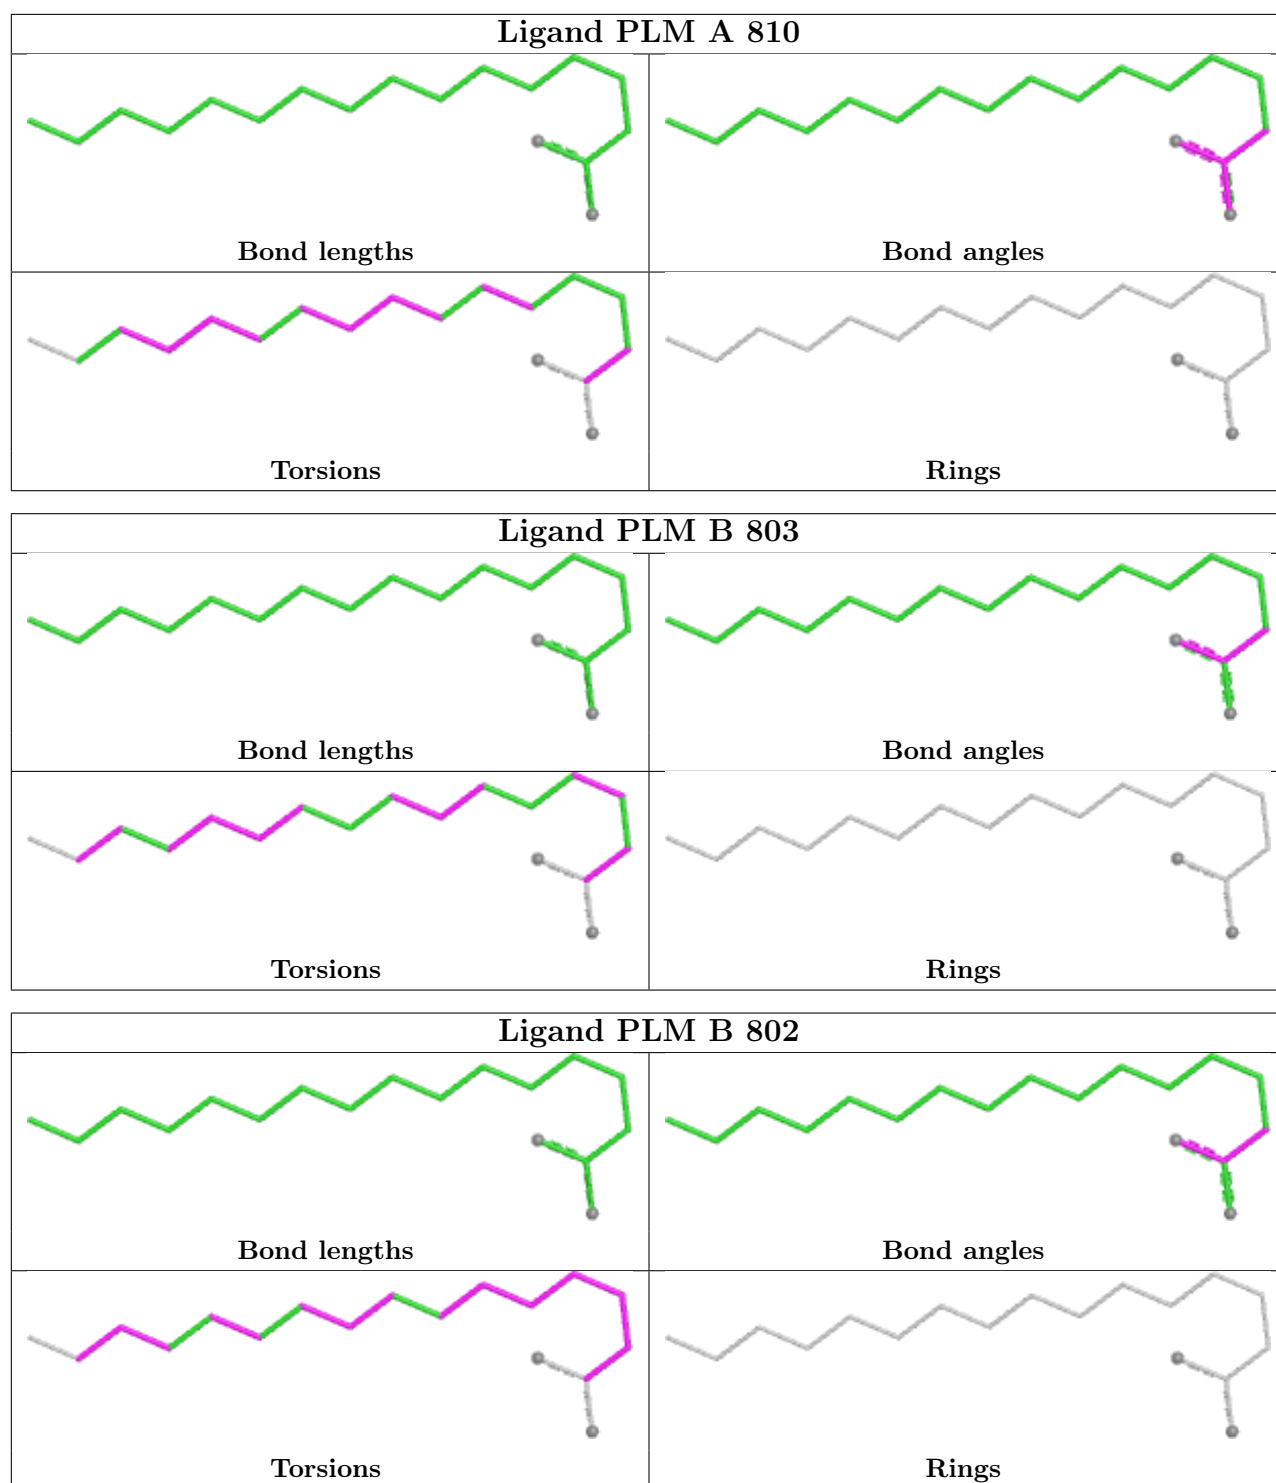 Ligand PLM A 810
Bond lengths
Bond angles
Torsions
Rings
Ligand PLM B 803
Bond lengths
Bond angles
Torsions
Rings
Ligand PLM B 802
Bond lengths
Bond angles
Torsions
Rings